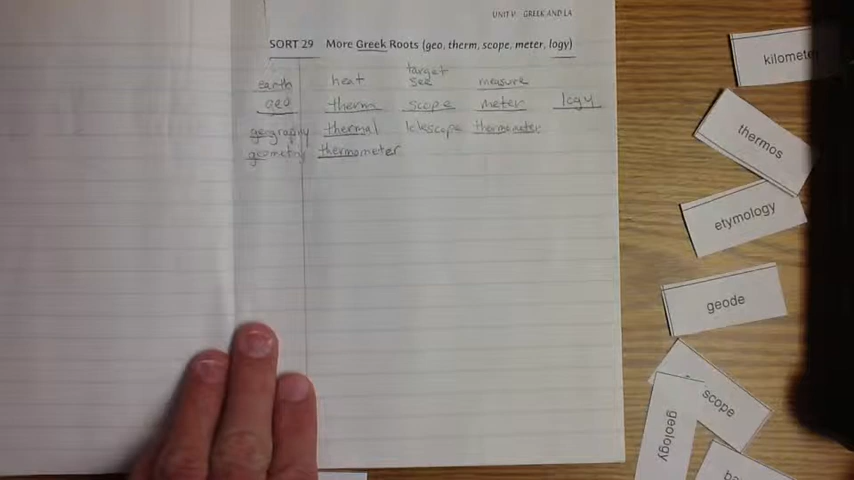 UNIT V GREEK AND LA
SORT 29 More Greek Roots (geo, therm, scope, meter, logy)
target
earth heat see measure
geo therm scope meter logy
geography thermal telescope thermometer
geometry thermometer
kilometer
thermos
etymology
geode
scope
geology
ba